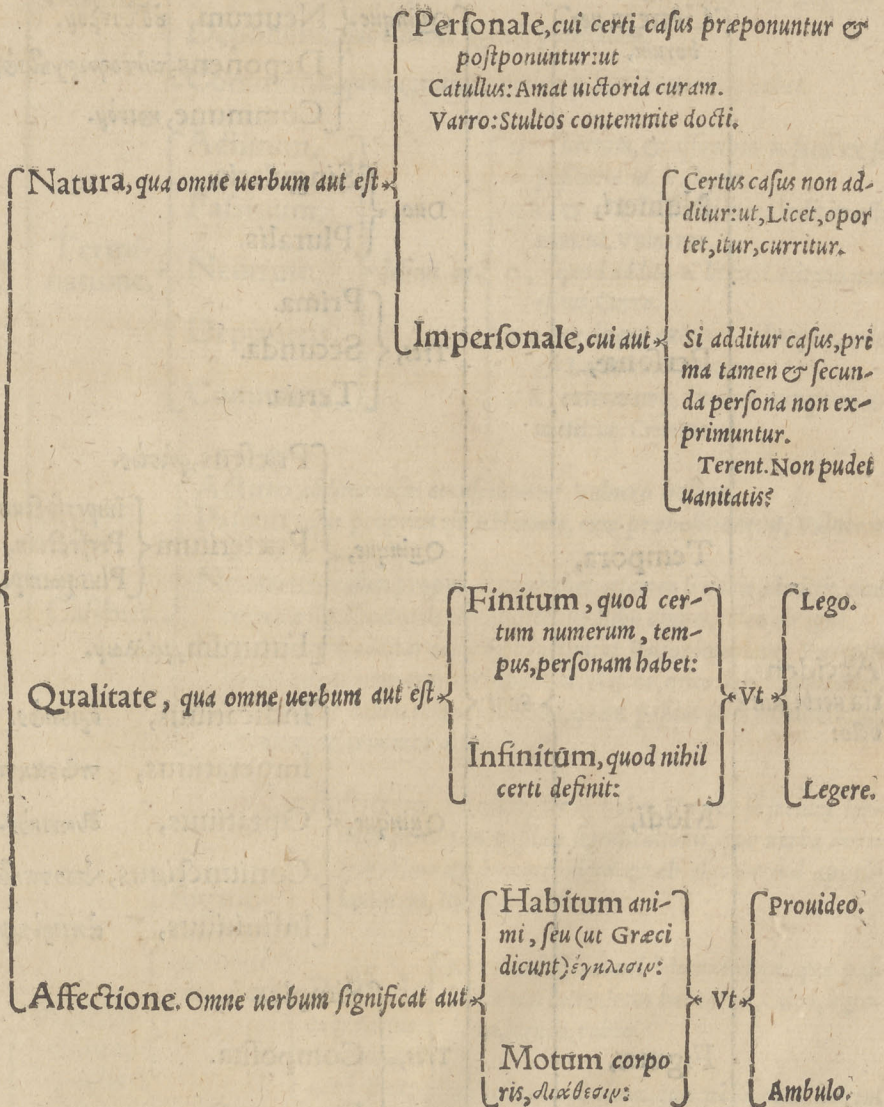 Perſonale, cui certi caſus præponuntur &
poſtponuntur: ut
Catullus: Amat uictoria curam.
Varro: Stultos contemnite docti.
Natura, qua omne uerbum aut eſt
Certus caſus non ad-
ditur: ut, Licet, opor
tet, itur, curritur.
Imperſonale, cui aut
Si additur caſus, pri
ma tamen & ſecun-
da perſona non ex-
primuntur.
Terent. Non pudet
uanitatis?
Finitum, quod cer-
tum numerum, tem-
pus, perſonam habet:
Lego.
Qualitate, qua omne uerbum aut eſt
Vt
Infinitūm, quod nihil
certi definit:
Legere.
Habitum ani-
mi, ſeu (ut Græci
dicunt) ἔγκλισιν:
Prouideo.
Affectione. Omne uerbum ſignificat aut
Vt
Motum corpo
ris, διάθεσιν:
Ambulo.